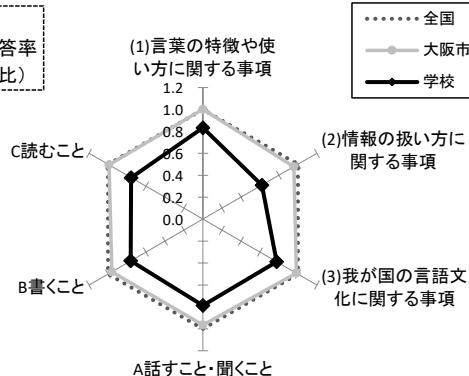 答率
比）
全国
大阪市
学校
(1)言葉の特徴や使
い方に関する事項
(2)情報の扱い方に
関する事項
(3)我が国の言語文
化に関する事項
A話すこと・聞くこと
B書くこと
C読むこと
1.2
1.0
0.8
0.6
0.4
0.2
0.0